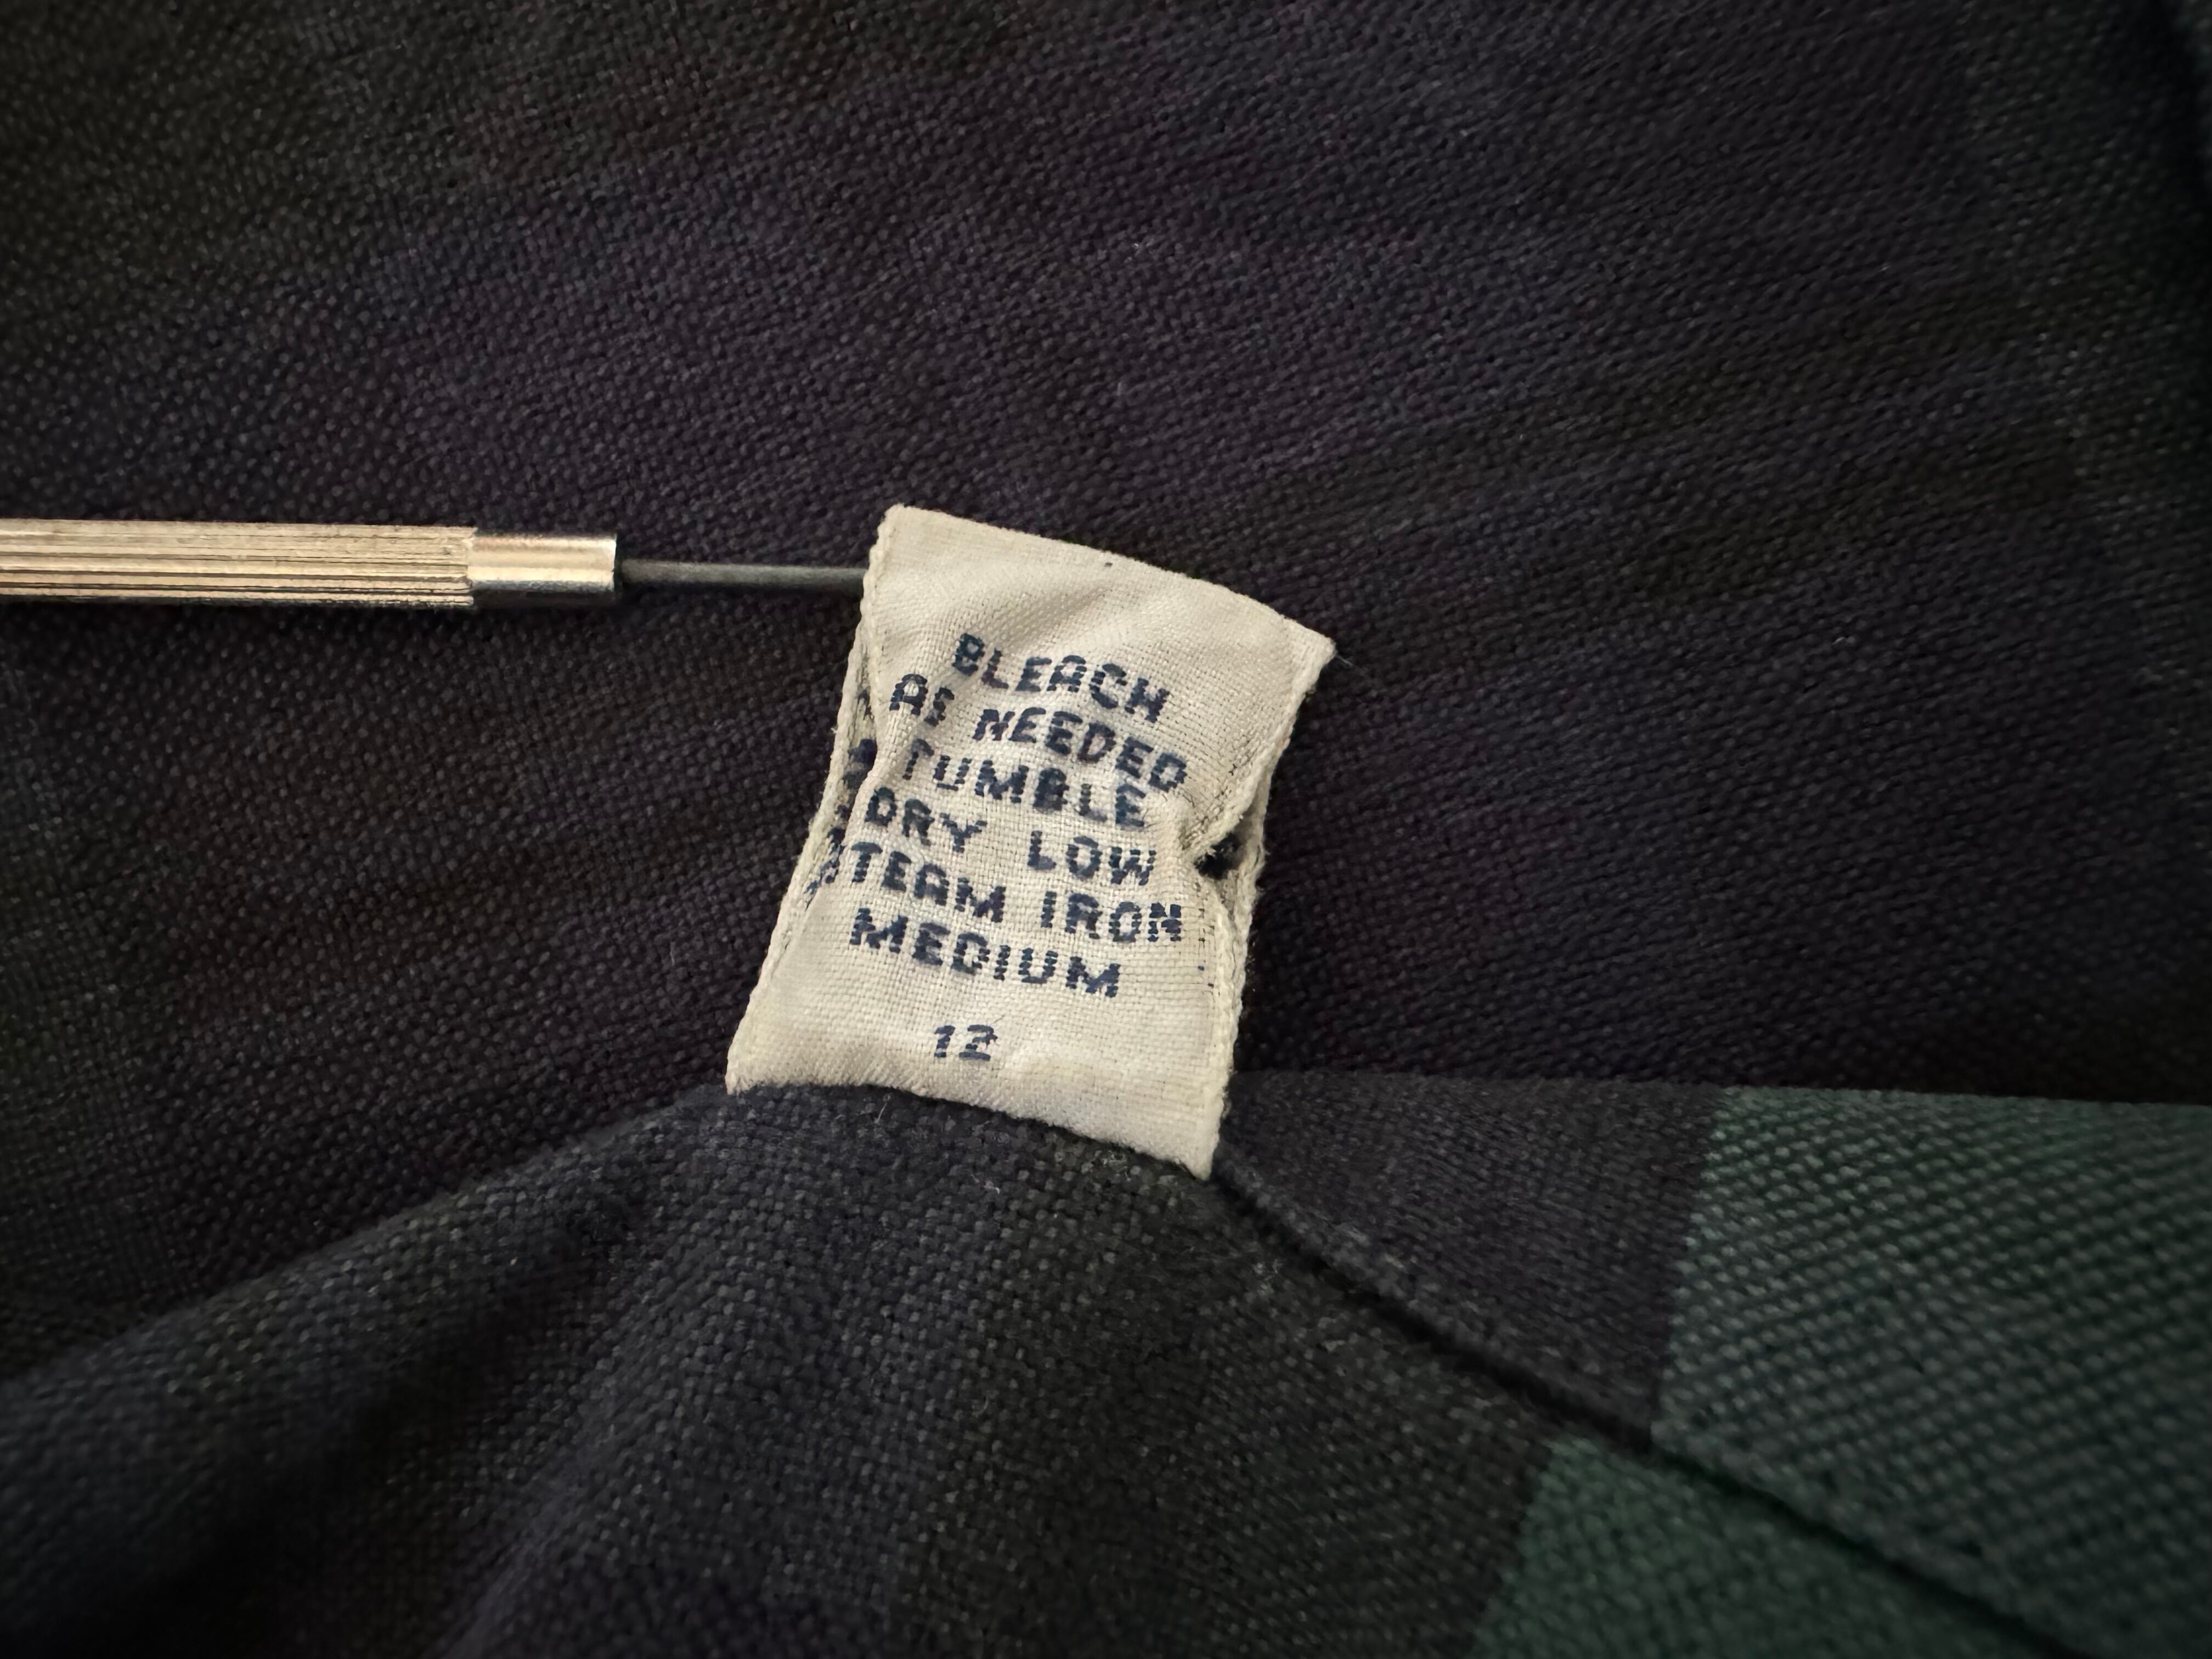 BLEACH
AS NEEDED
TUMBLE
DRY LOW
STEAM IRON
MEDIUM
12